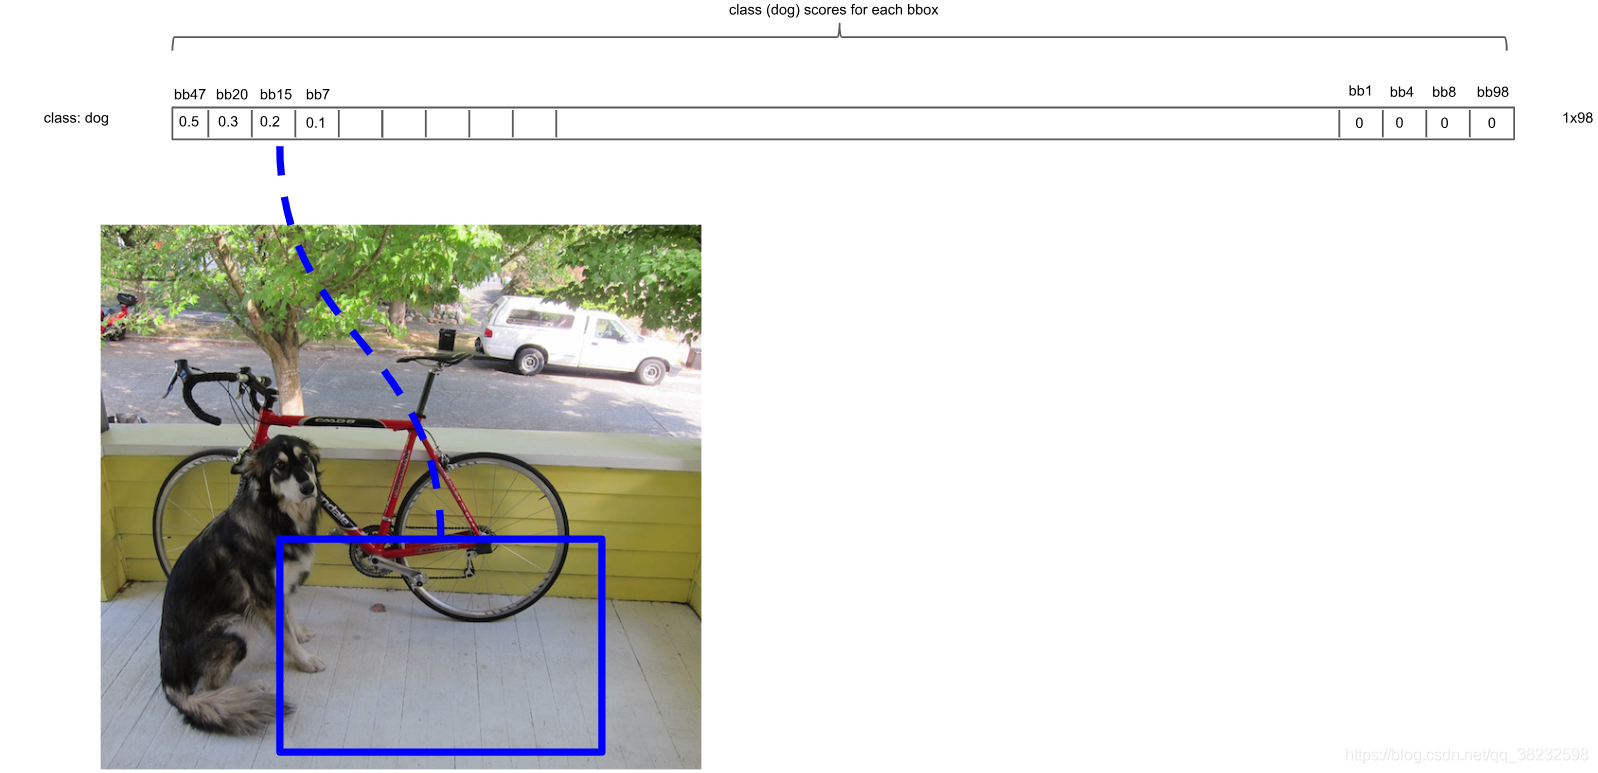 class (dog) scores for each bbox
bb47 bb20 bb15 bb7 bb1 bb4 bb8 bb98
class: dog 0.5 0.3 0.2 0.1 0 0 0 0 1x98
ndale
https://blog.csdn.net/qq_38232598